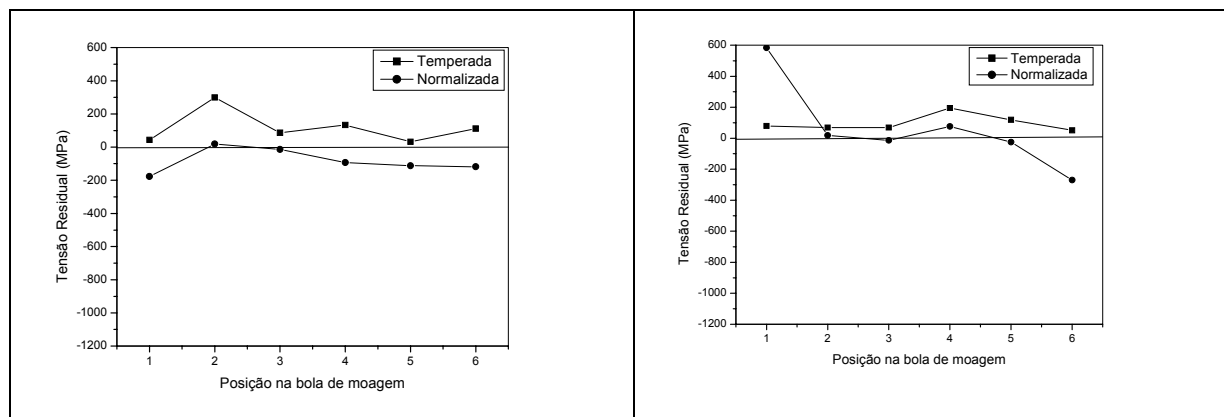 600
400
200
0
-200
-400
-600
-800
-1000
-1200
Tensão Residual (MPa)
Temperada
Normalizada
1 2 3 4 5 6
Posição na bola de moagem
600
400
200
0
-200
-400
-600
-800
-1000
-1200
Tensão Residual (MPa)
Temperada
Normalizada
1 2 3 4 5 6
Posição na bola de moagem